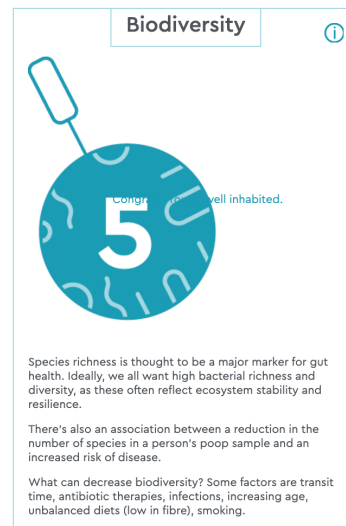 Biodiversity
i
5
well inhabited.
Species richness is thought to be a major marker for gut
health. Ideally, we all want high bacterial richness and
diversity, as these often reflect ecosystem stability and
resilience.
There's also an association between a reduction in the
number of species in a person's poop sample and an
increased risk of disease.
What can decrease biodiversity? Some factors are transit
time, antibiotic therapies, infections, increasing age,
unbalanced diets (low in fibre), smoking.